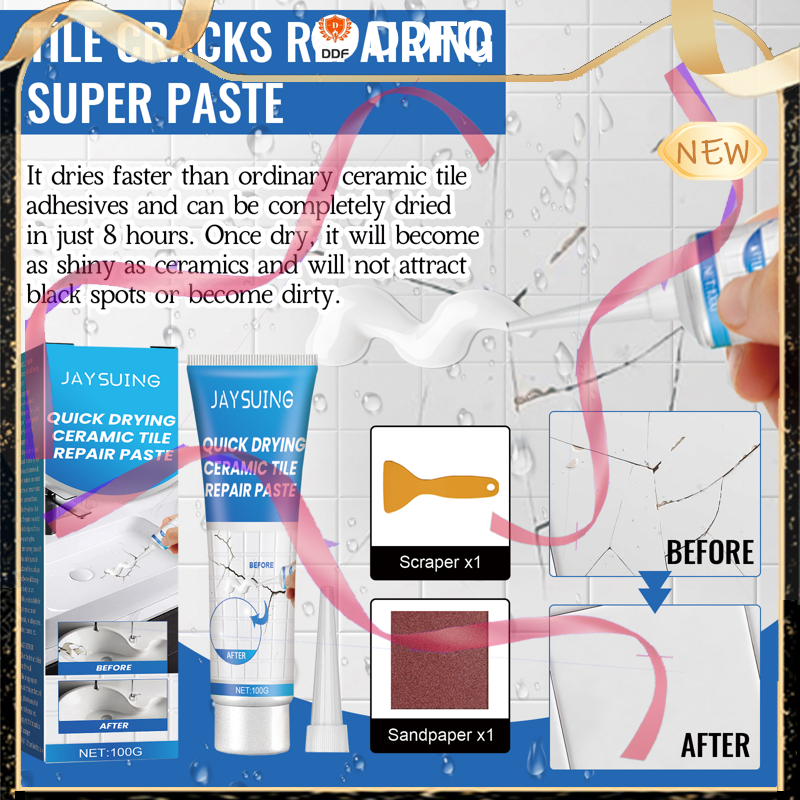 TILE CRACKS REPAIRING
DDF
DDFG
SUPER PASTE
NEW
It dries faster than ordinary ceramic tile
adhesives and can be completely dried
in just 8 hours. Once dry, it will become
as shiny as ceramics and will not attract
black spots or become dirty.
JAYSUING
QUICK DRYING
CERAMIC TILE
REPAIR PASTE
BEFORE
AFTER
NET:100G
JAYSUING
QUICK DRYING
CERAMIC TILE
REPAIR PASTE
BEFORE
AFTER
NET:100G
Scraper x1
Sandpaper x1
BEFORE
AFTER